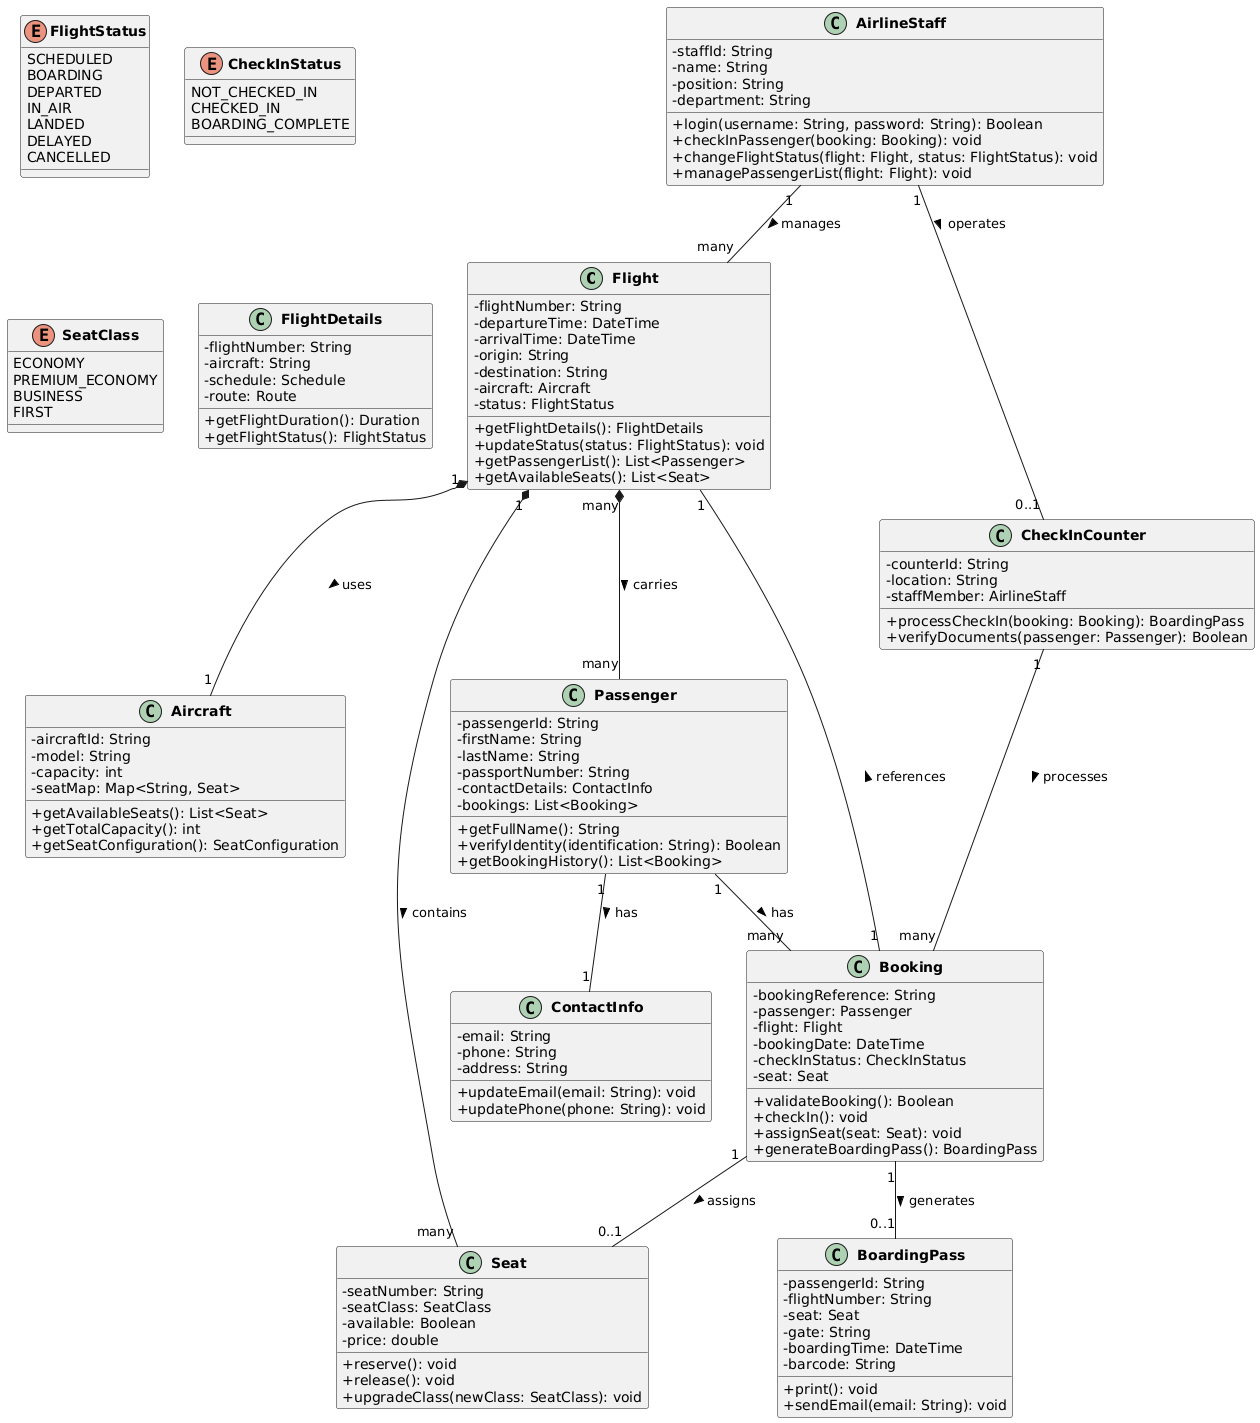 E FlightStatus
SCHEDULED
BOARDING
DEPARTED
IN_AIR
LANDED
DELAYED
CANCELLED
E CheckInStatus
NOT_CHECKED_IN
CHECKED_IN
BOARDING_COMPLETE
C AirlineStaff
-staffId: String
-name: String
-position: String
-department: String
+login(username: String, password: String): Boolean
+checkInPassenger(booking: Booking): void
+changeFlightStatus(flight: Flight, status: FlightStatus): void
+managePassengerList(flight: Flight): void
1
manages
many
1
operates
0..1
E SeatClass
ECONOMY
PREMIUM_ECONOMY
BUSINESS
FIRST
C FlightDetails
-flightNumber: String
-aircraft: String
-schedule: Schedule
-route: Route
+getFlightDuration(): Duration
+getFlightStatus(): FlightStatus
C Flight
-flightNumber: String
-departureTime: DateTime
-arrivalTime: DateTime
-origin: String
-destination: String
-aircraft: Aircraft
-status: FlightStatus
+getFlightDetails(): FlightDetails
+updateStatus(status: FlightStatus): void
+getPassengerList(): List<Passenger>
+getAvailableSeats(): List<Seat>
1
uses
1
1
contains
many
many
carries
many
1
references
1
C CheckInCounter
-counterId: String
-location: String
-staffMember: AirlineStaff
+processCheckIn(booking: Booking): BoardingPass
+verifyDocuments(passenger: Passenger): Boolean
1
processes
many
C Aircraft
-aircraftId: String
-model: String
-capacity: int
-seatMap: Map<String, Seat>
+getAvailableSeats(): List<Seat>
+getTotalCapacity(): int
+getSeatConfiguration(): SeatConfiguration
C Passenger
-passengerId: String
-firstName: String
-lastName: String
-passportNumber: String
-contactDetails: ContactInfo
-bookings: List<Booking>
+getFullName(): String
+verifyIdentity(identification: String): Boolean
+getBookingHistory(): List<Booking>
1
has
1
1
has
many
C ContactInfo
-email: String
-phone: String
-address: String
+updateEmail(email: String): void
+updatePhone(phone: String): void
C Booking
-bookingReference: String
-passenger: Passenger
-flight: Flight
-bookingDate: DateTime
-checkInStatus: CheckInStatus
-seat: Seat
+validateBooking(): Boolean
+checkIn(): void
+assignSeat(seat: Seat): void
+generateBoardingPass(): BoardingPass
1
assigns
0..1
1
generates
0..1
C Seat
-seatNumber: String
-seatClass: SeatClass
-available: Boolean
-price: double
+reserve(): void
+release(): void
+upgradeClass(newClass: SeatClass): void
C BoardingPass
-passengerId: String
-flightNumber: String
-seat: Seat
-gate: String
-boardingTime: DateTime
-barcode: String
+print(): void
+sendEmail(email: String): void